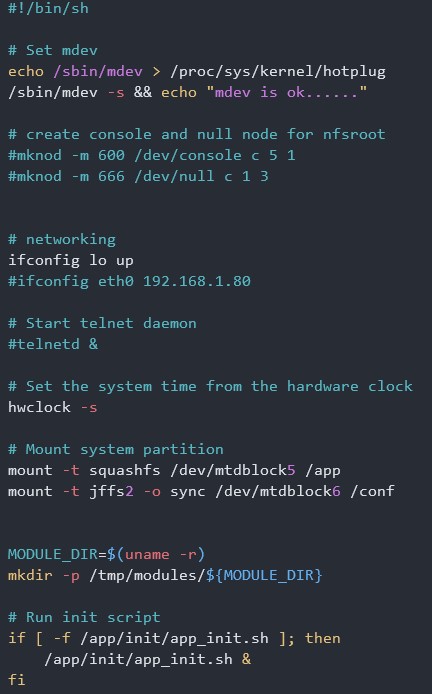 #!/bin/sh
# Set mdev
echo /sbin/mdev > /proc/sys/kernel/hotplug
/sbin/mdev -s && echo "mdev is ok......"
# create console and null node for nfsroot
#mknod -m 600 /dev/console c 5 1
#mknod -m 666 /dev/null c 1 3
# networking
ifconfig lo up
#ifconfig eth0 192.168.1.80
# Start telnet daemon
#telnetd &
# Set the system time from the hardware clock
hwclock -s
# Mount system partition
mount -t squashfs /dev/mtdblock5 /app
mount -t jffs2 -o sync /dev/mtdblock6 /conf
MODULE_DIR=$(uname -r)
mkdir -p /tmp/modules/${MODULE_DIR}
# Run init script
if [ -f /app/init/app_init.sh ]; then
    /app/init/app_init.sh &
fi